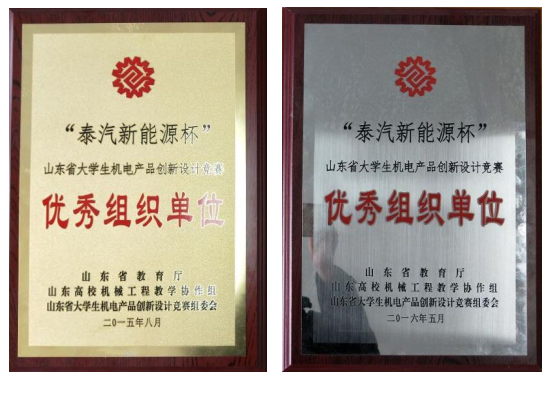 “泰汽新能源杯”
山东省大学生机电产品创新设计竞赛
优秀组织单位
山东省教育厅
山东高校机械工程教学协作组
山东省大学生机电产品创新设计竞赛组委会
二〇一五年八月
“泰汽新能源杯”
山东省大学生机电产品创新设计竞赛
优秀组织单位
山东省教育厅
山东高校机械工程教学协作组
山东省大学生机电产品创新设计竞赛组委会
二〇一六年五月